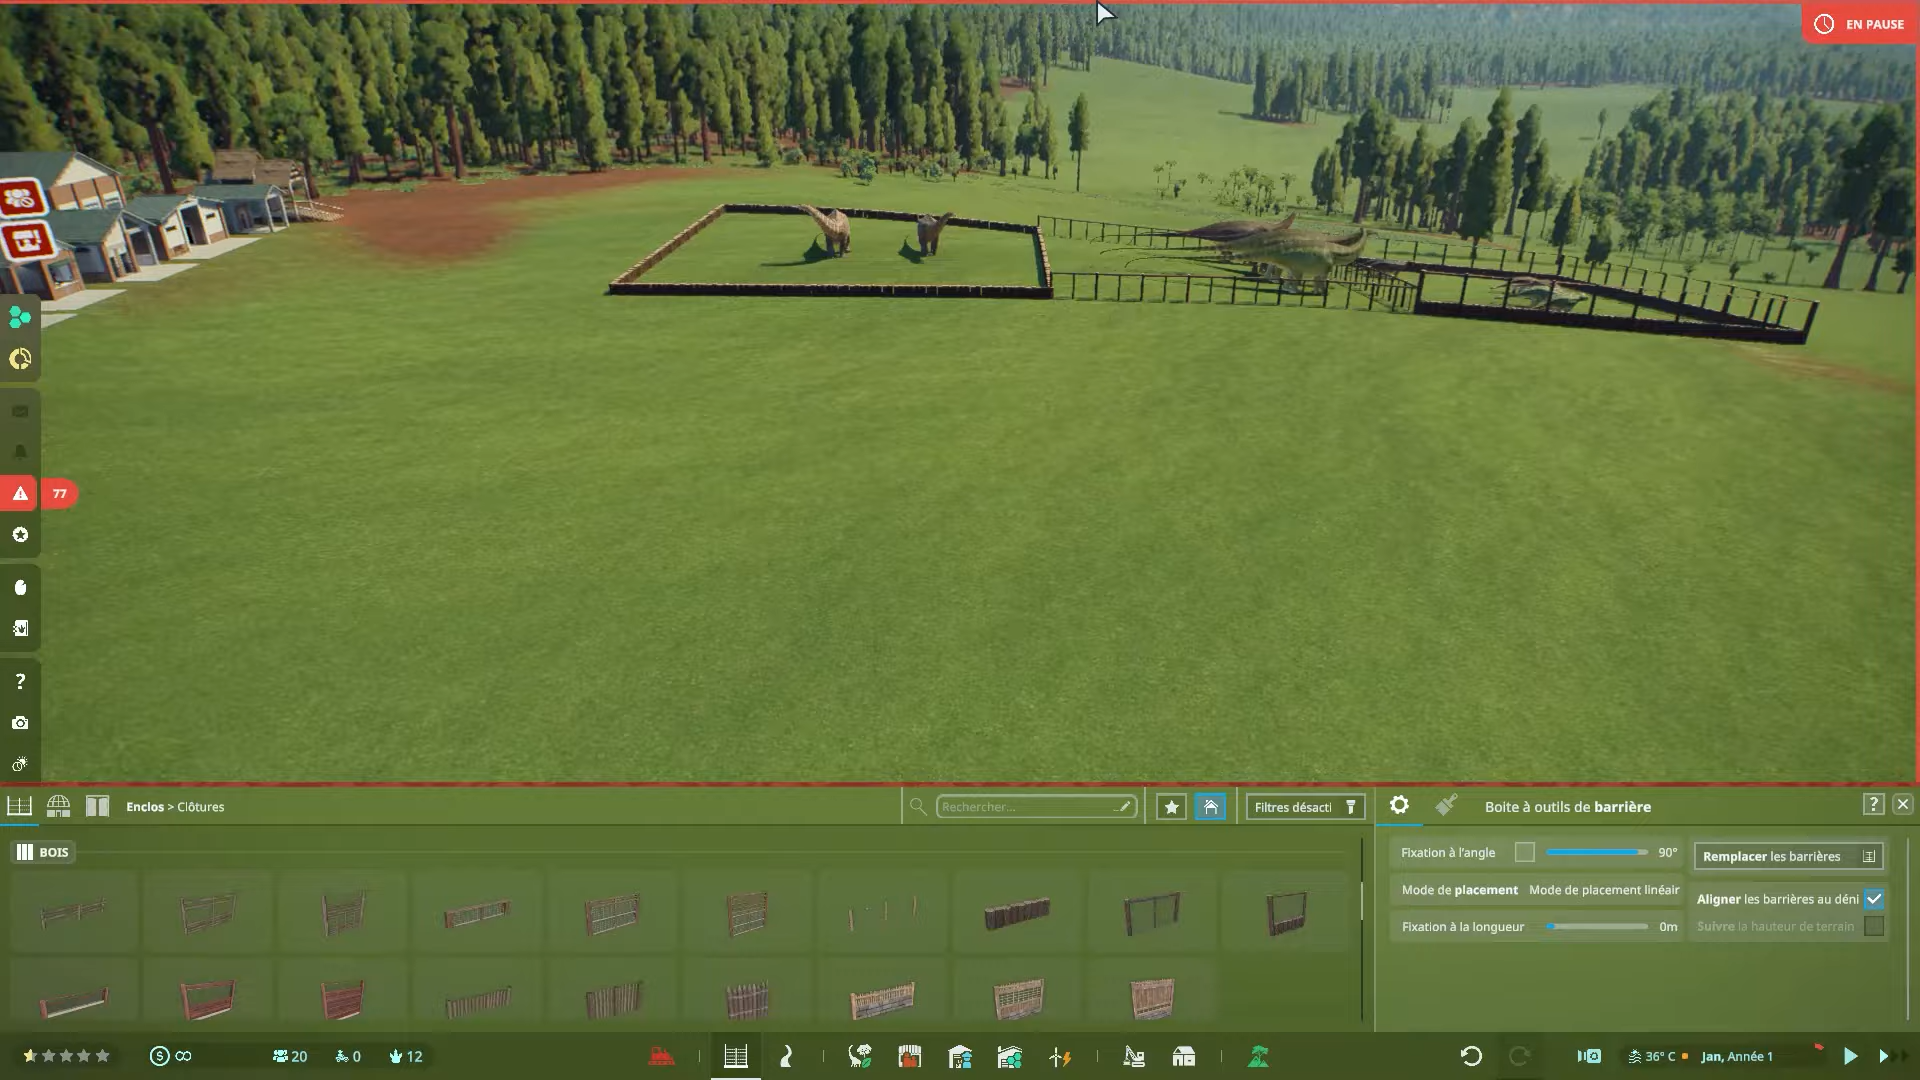 EN PAUSE
77
?
Enclos > Clôtures
Rechercher...
Filtres désacti
Boite à outils de barrière
?
BOIS
Fixation à l'angle
90°
Remplacer les barrières
Mode de placement
Mode de placement linéair
Aligner les barrières au déni
Fixation à la longueur
0m
Suivre la hauteur de terrain
∞
20
0
12
36° C
Jan, Année 1